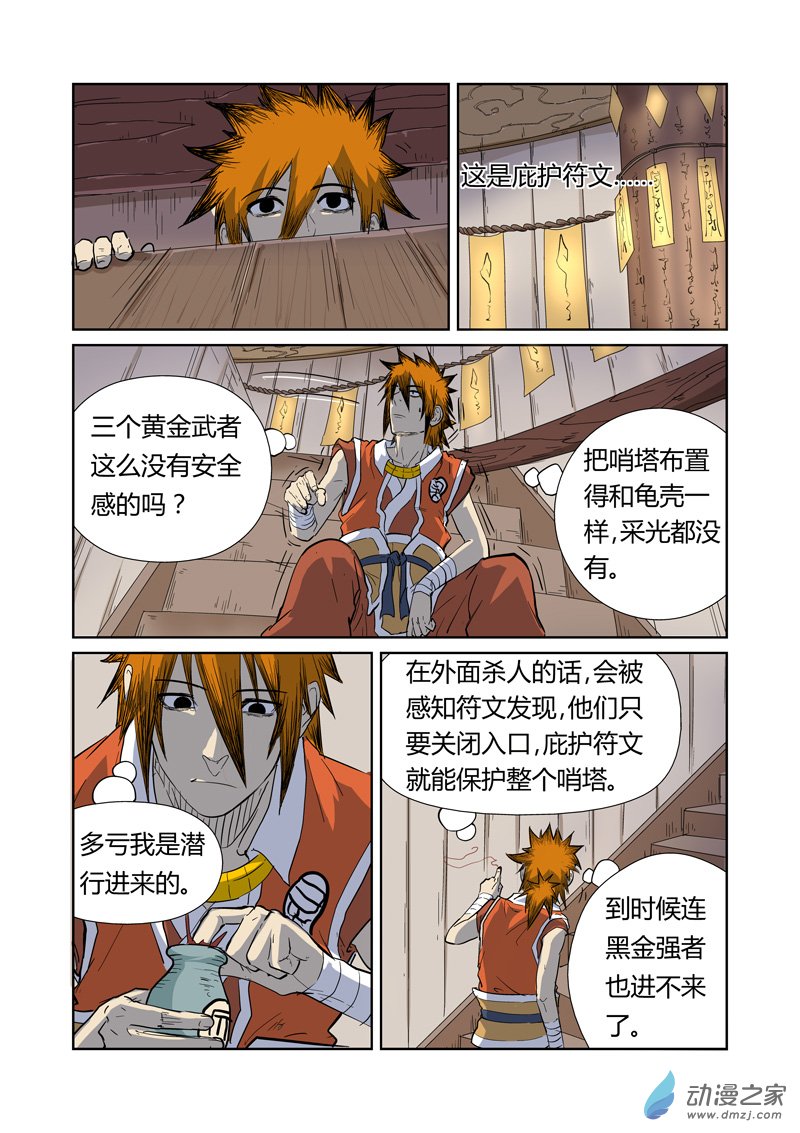 这是庇护符文……
三个黄金武者
这么没有安全
感的吗？
把哨塔布置
得和龟壳一
样，采光都没
有。
多亏我是潜
行进来的。
在外面杀人的话，会被
感知符文发现，他们只
要关闭入口，庇护符文
就能保护整个哨塔。
到时候连
黑金强者
也进不来
了。
动漫之家
www.dmzj.com